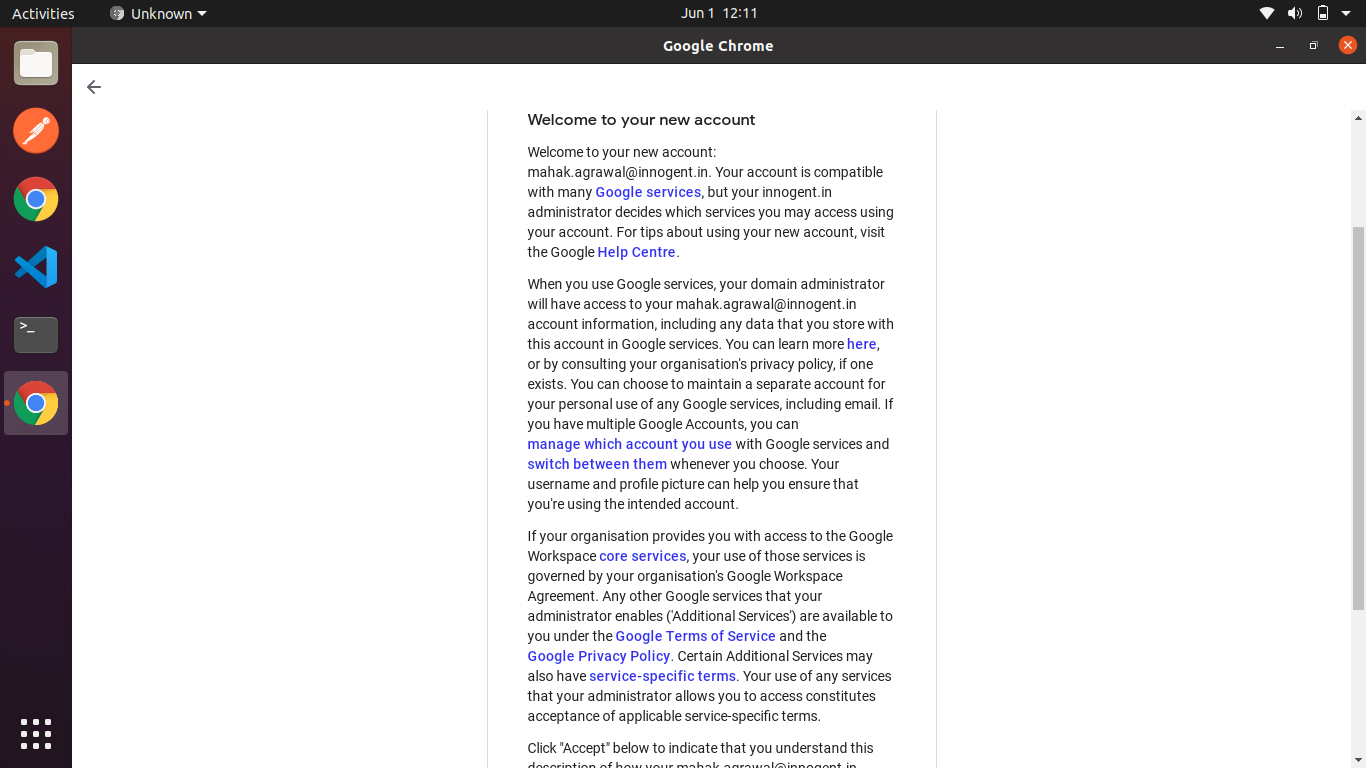 Activities
Unknown
Jun 1 12:11
Google Chrome
Welcome to your new account
Welcome to your new account:
mahak.agrawal@innogent.in. Your account is compatible
with many Google services, but your innogent.in
administrator decides which services you may access using
your account. For tips about using your new account, visit
the Google Help Centre.
When you use Google services, your domain administrator
will have access to your mahak.agrawal@innogent.in
account information, including any data that you store with
this account in Google services. You can learn more here,
or by consulting your organisation's privacy policy, if one
exists. You can choose to maintain a separate account for
your personal use of any Google services, including email. If
you have multiple Google Accounts, you can
manage which account you use with Google services and
switch between them whenever you choose. Your
username and profile picture can help you ensure that
you're using the intended account.
If your organisation provides you with access to the Google
Workspace core services, your use of those services is
governed by your organisation's Google Workspace
Agreement. Any other Google services that your
administrator enables ('Additional Services') are available to
you under the Google Terms of Service and the
Google Privacy Policy. Certain Additional Services may
also have service-specific terms. Your use of any services
that your administrator allows you to access constitutes
acceptance of applicable service-specific terms.
Click "Accept" below to indicate that you understand this
description of how your mahak.agrawal@innogent.in